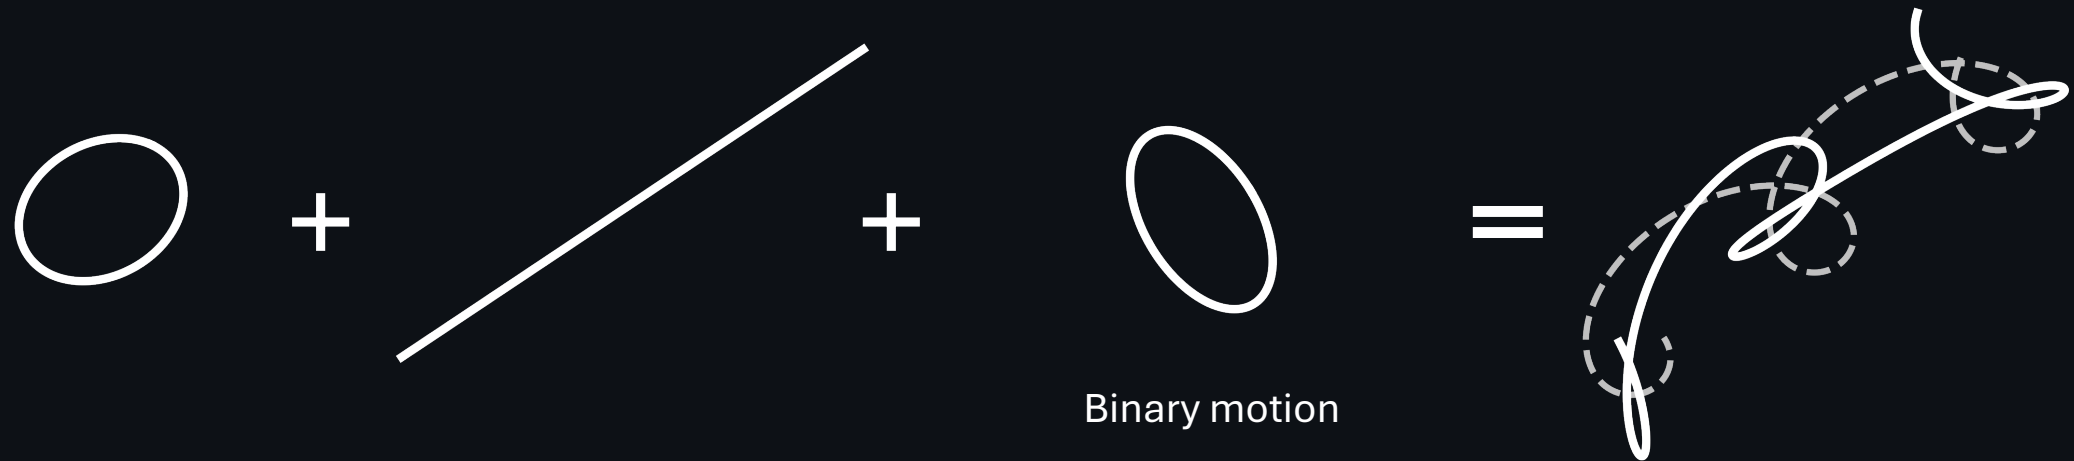 + + =
Binary motion